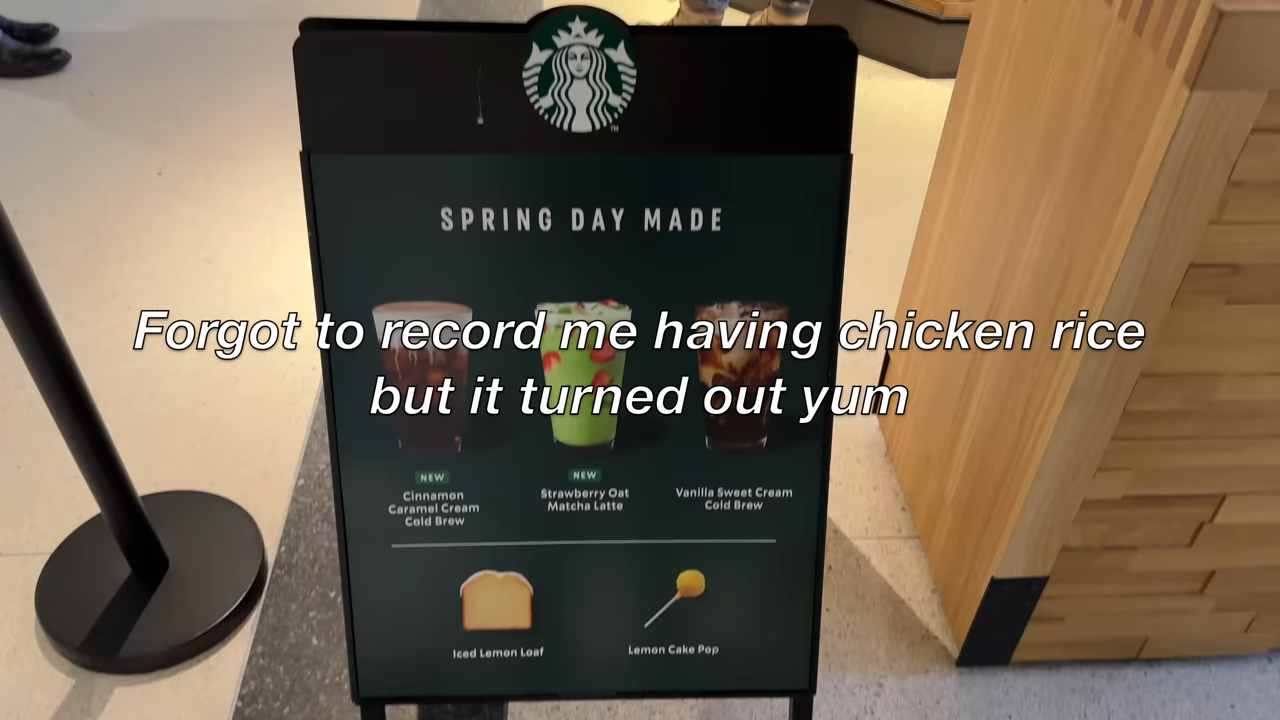 TM
SPRING DAY MADE
Forgot to record me having chicken rice
but it turned out yum
NEW
Cinnamon
Caramel Cream
Cold Brew
NEW
Strawberry Oat
Matcha Latte
Vanilla Sweet Cream
Cold Brew
Iced Lemon Loaf
Lemon Cake Pop